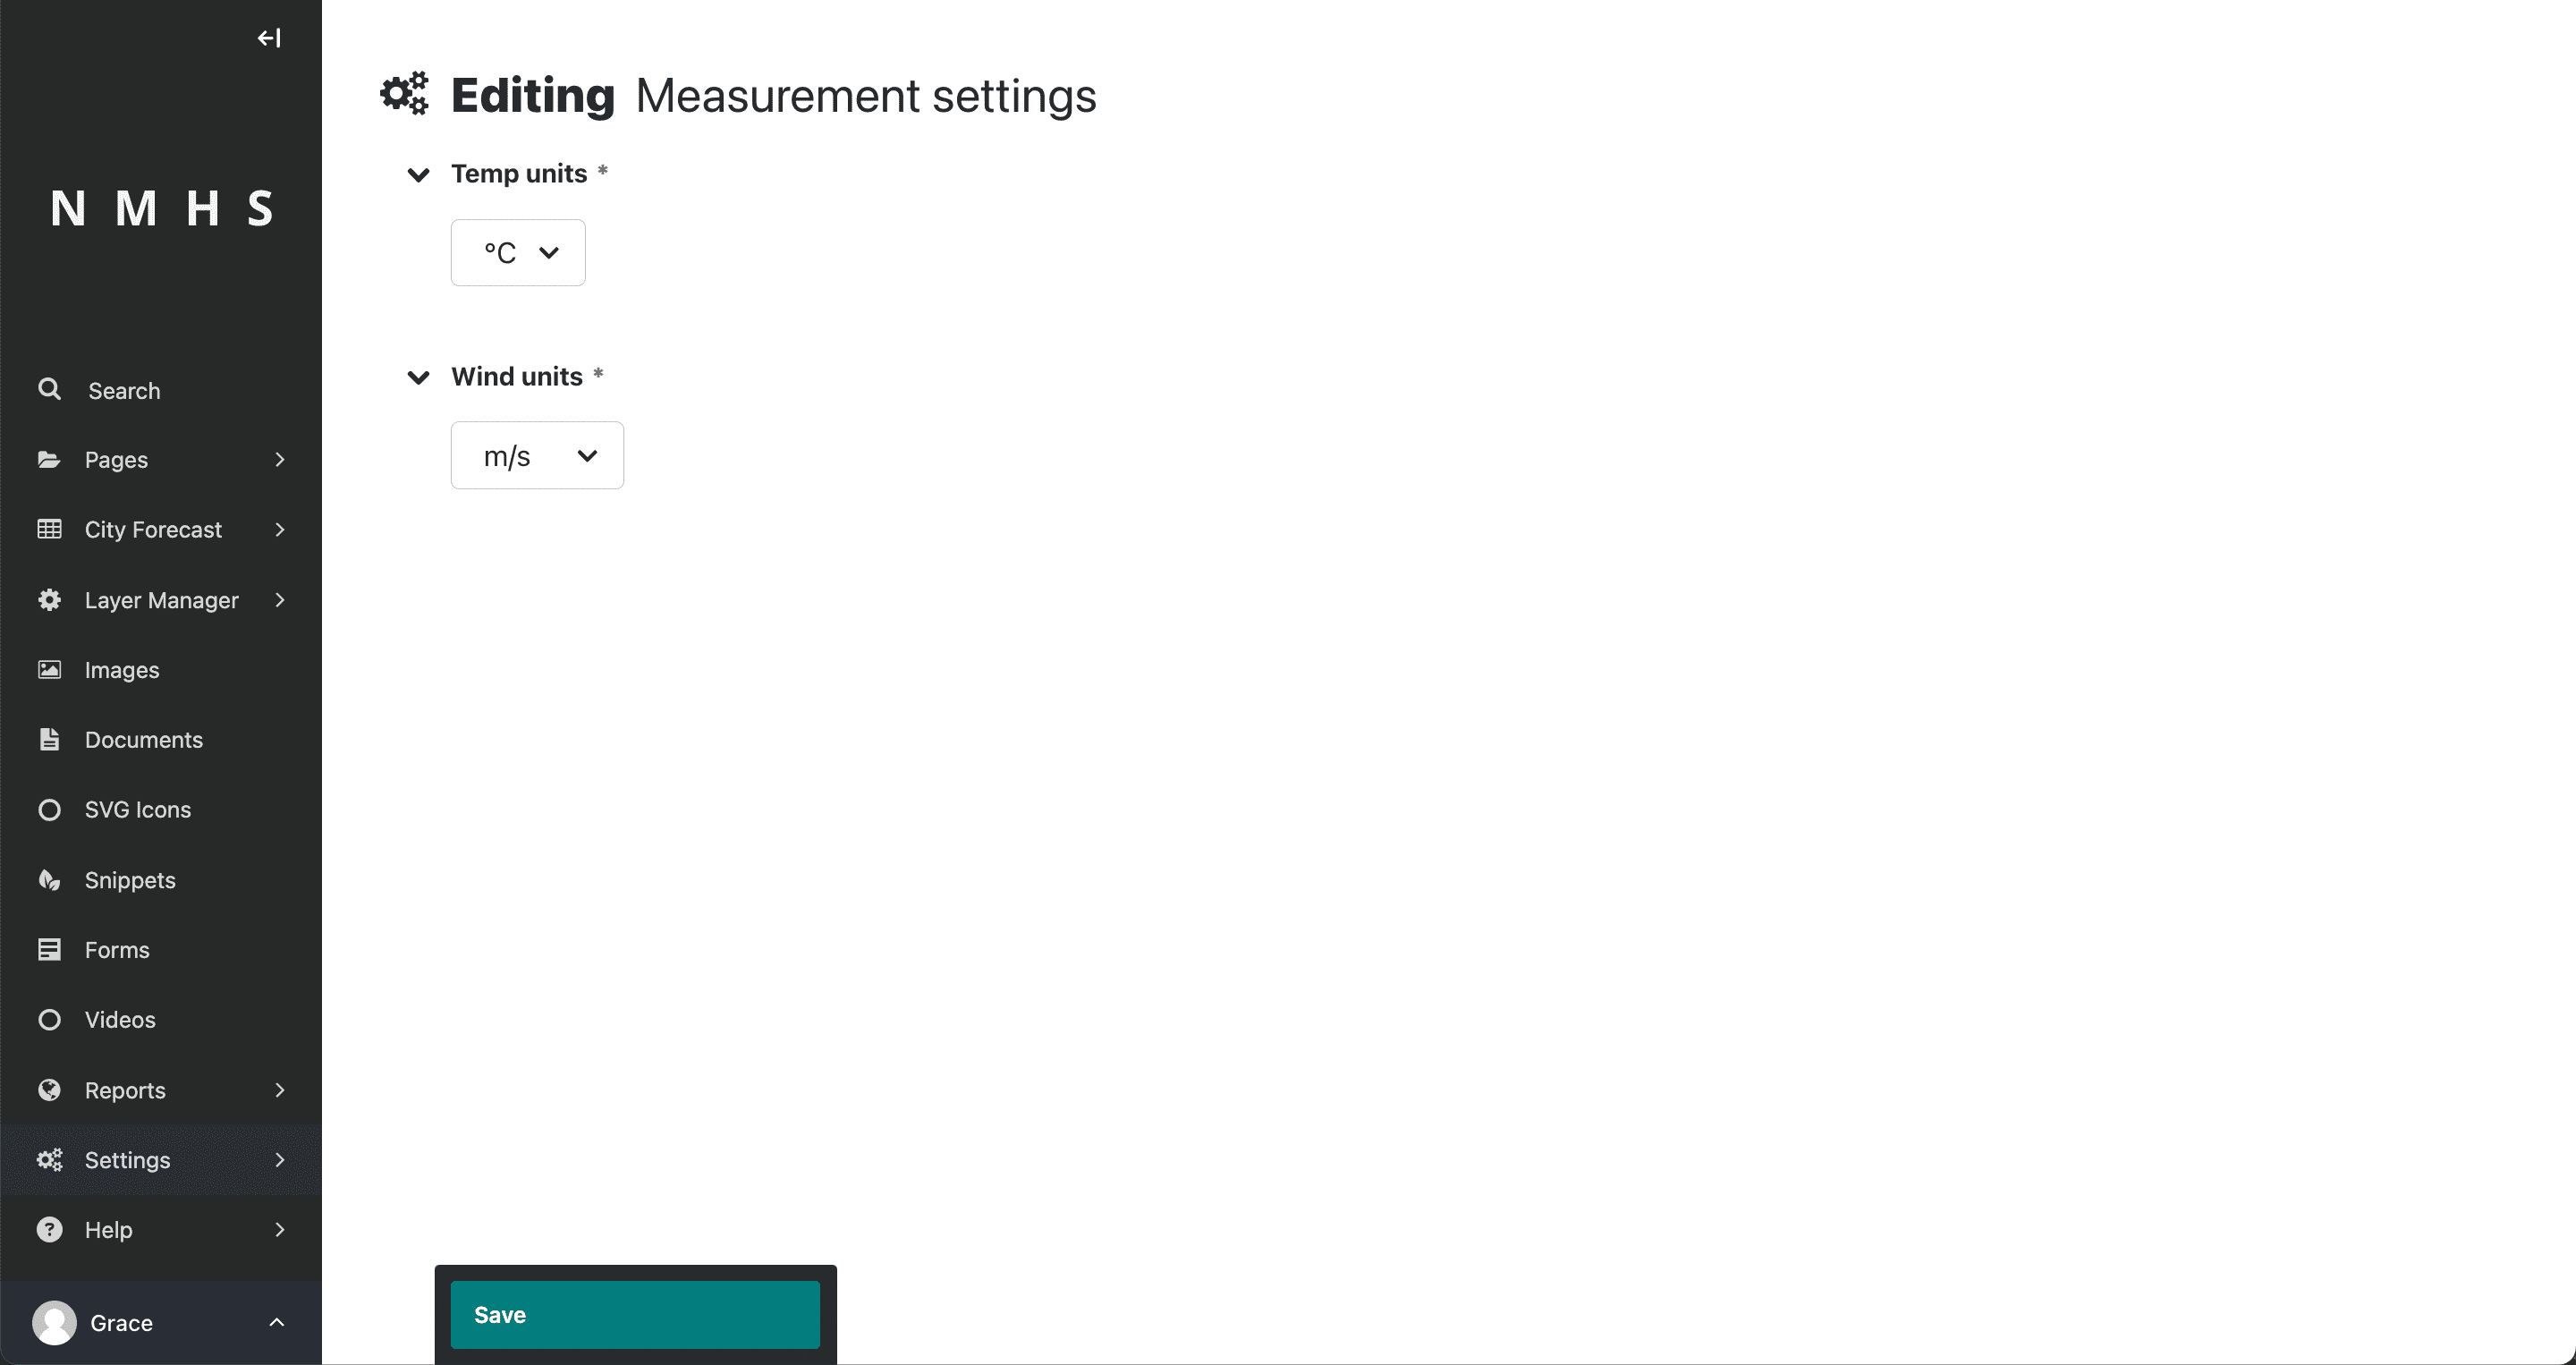 N M H S
Search
Pages
City Forecast
Layer Manager
Images
Documents
SVG Icons
Snippets
Forms
Videos
Reports
Settings
Help
Grace
Editing Measurement settings
Temp units *
°C
Wind units *
m/s
Save